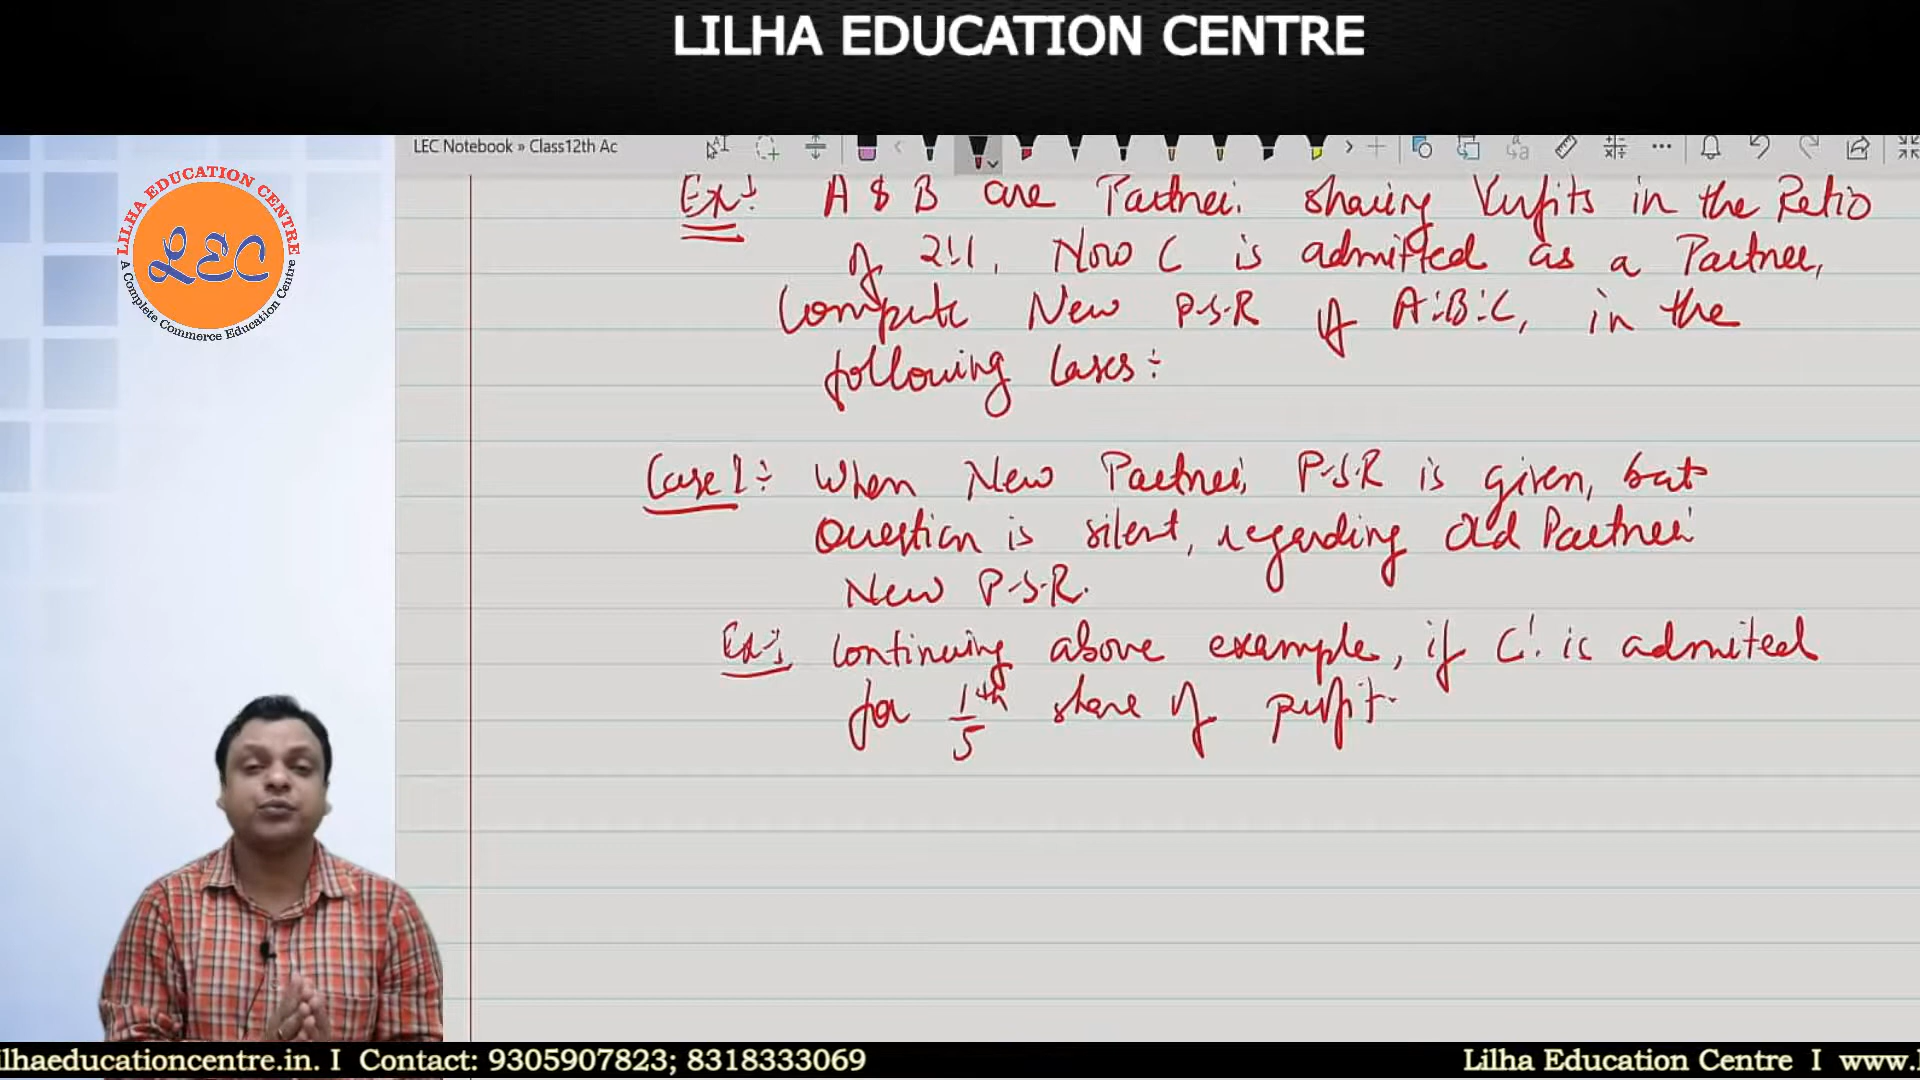 LILHA EDUCATION CENTRE
LEC Notebook » Class12th Ac
LILHA EDUCATION CENTRE
LEC
A Complete Commerce Education Centre
Ex:- A & B are Partner sharing Profits in the Ratio
of 2:1. Now C is admitted as a Partner,
Compute New P.S.R of A:B:C, in the
following Cases:-
Case 1:- When New Partner's P.S.R is given, but
Question is silent, regarding Old Partner's
New P.S.R.
Ex:- Continuing above example, if C' is admited
for 1/5th share of profit.
ilhaeducationcentre.in. I Contact: 9305907823; 8318333069
Lilha Education Centre I www.l